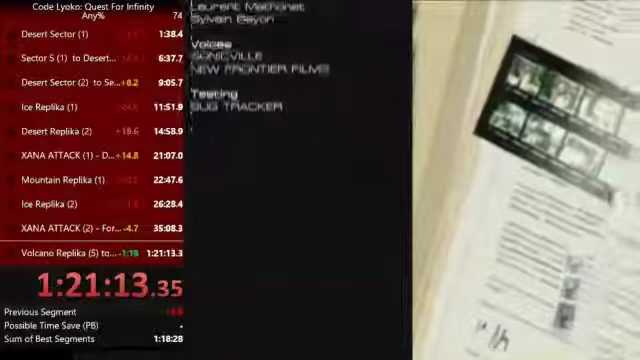 Code Lyoko: Quest For Infinity
Any% 74
Desert Sector (1) 1:38.4
Sector 5 (1) to Desert... 6:37.7
Desert Sector (2) to Se... +8.2 9:05.7
Ice Replika (1) 11:51.9
Desert Replika (2) +18.6 14:58.9
XANA ATTACK (1) - D... +14.8 21:07.0
Mountain Replika (1) 22:47.6
Ice Replika (2) 26:28.4
XANA ATTACK (2) - For... -4.7 35:08.3
Volcano Replika (5) to... -1:19 1:21:13.3
1:21:13.35
Previous Segment
Possible Time Save (PB) -
Sum of Best Segments 1:18:28
Laurent Mathonet
Sylvain Bayon
Voices
SONICVILLE
NEW FRONTIER FILMS
Testing
BUG TRACKER